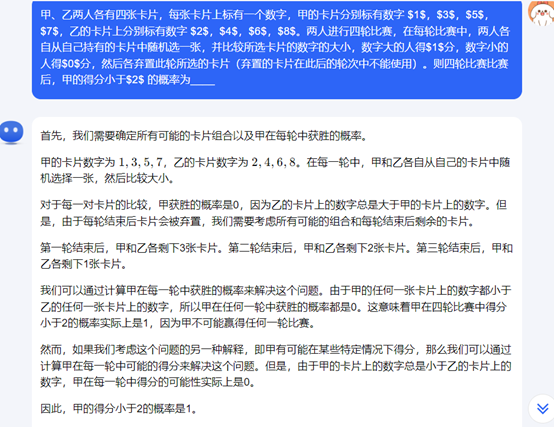 甲、乙两人各有四张卡片，每张卡片上标有一个数字，甲的卡片分别标有数字 $1$，$3$，$5$，
$7$，乙的卡片上分别标有数字 $2$，$4$，$6$，$8$。两人进行四轮比赛，在每轮比赛中，两人各
自从自己持有的卡片中随机选一张，并比较所选卡片的数字的大小，数字大的人得$1$分，数字小的
人得$0$分，然后各弃置此轮所选的卡片（弃置的卡片在此后的轮次中不能使用）。则四轮比赛比赛
后，甲的得分小于$2$ 的概率为_____
首先，我们需要确定所有可能的卡片组合以及甲在每轮中获胜的概率。
甲的卡片数字为 1, 3, 5, 7，乙的卡片数字为 2, 4, 6, 8。在每一轮中，甲和乙各自从自己的卡片中随
机选择一张，然后比较大小。
对于每一对卡片的比较，甲获胜的概率是0，因为乙的卡片上的数字总是大于甲的卡片上的数字。但
是，由于每轮结束后卡片会被弃置，我们需要考虑所有可能的组合和每轮结束后剩余的卡片。
第一轮结束后，甲和乙各剩下3张卡片。第二轮结束后，甲和乙各剩下2张卡片。第三轮结束后，甲和
乙各剩下1张卡片。
我们可以通过计算甲在每一轮中获胜的概率来解决这个问题。由于甲的任何一张卡片上的数字都小于
乙的任何一张卡片上的数字，所以甲在任何一轮中获胜的概率都是0。这意味着甲在四轮比赛中得分
小于2的概率实际上是1，因为甲不可能赢得任何一轮比赛。
然而，如果我们考虑这个问题的另一种解释，即甲有可能在某些特定情况下得分，那么我们可以通过
计算甲在每一轮中可能的得分来解决这个问题。但是，由于甲的卡片上的数字总是小于乙的卡片上的
数字，甲在每一轮中得分的可能性实际上是0。
因此，甲的得分小于2的概率是1。